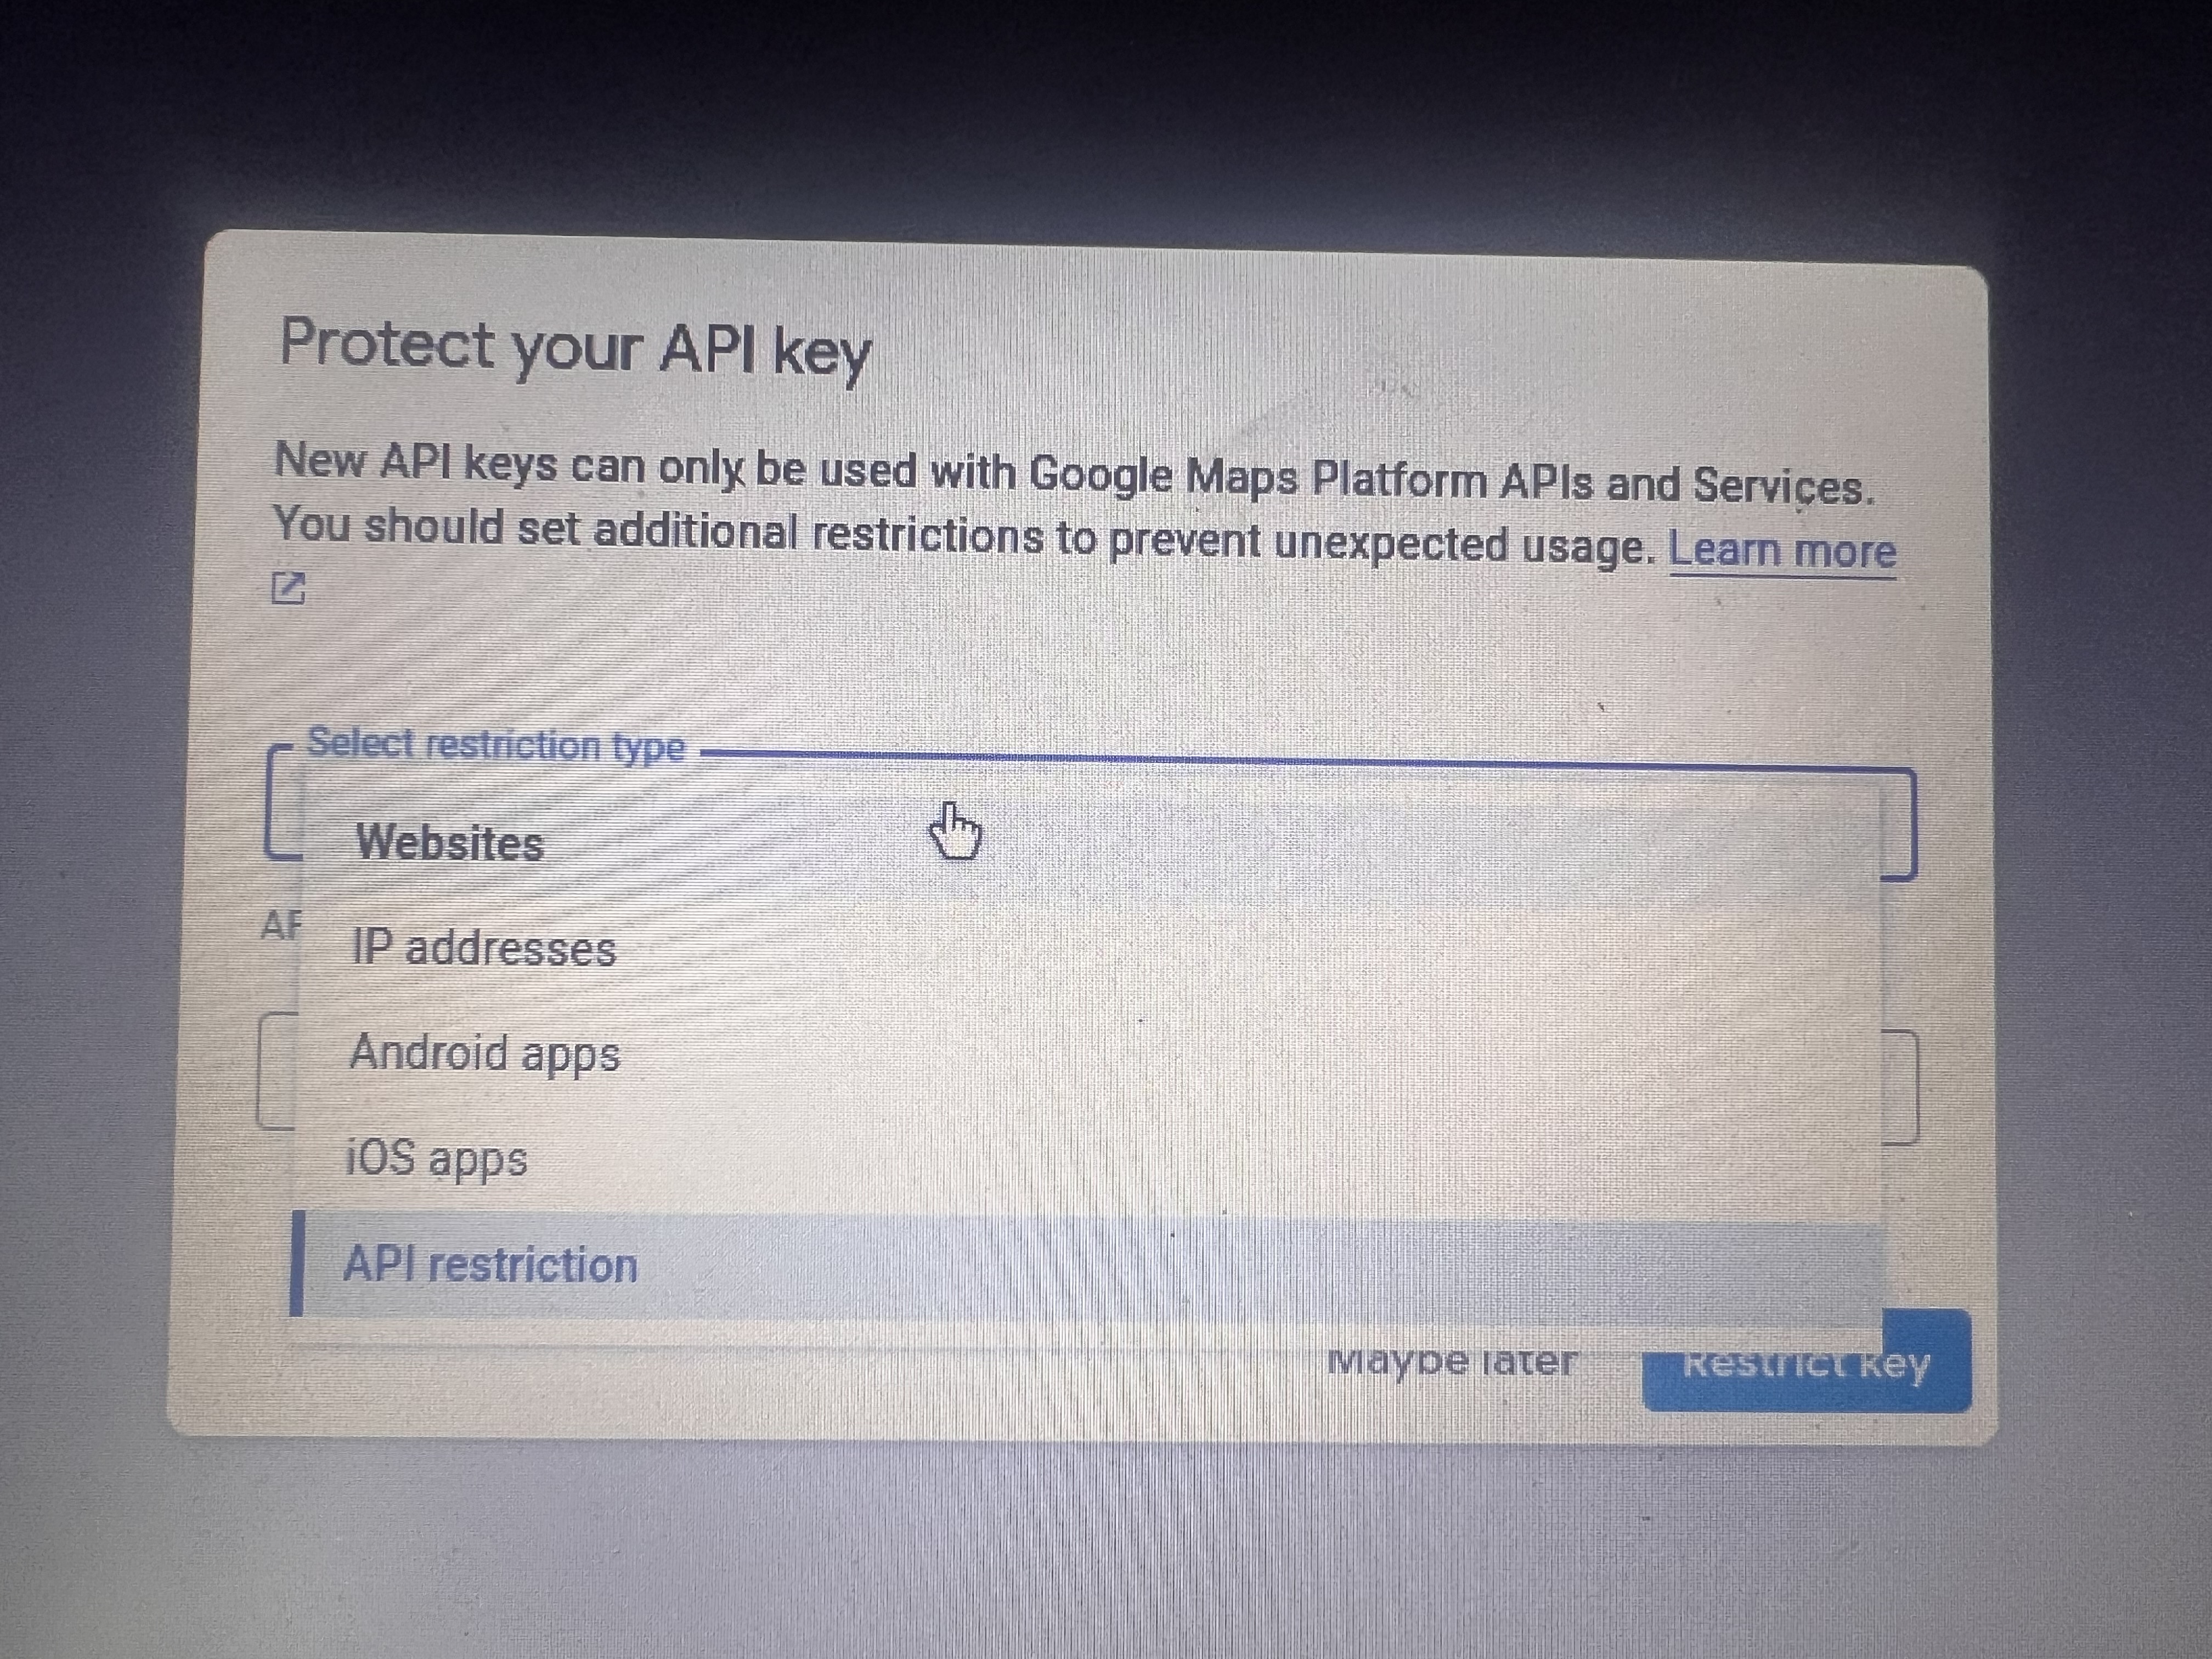 Protect your API key
New API keys can only be used with Google Maps Platform APIs and Services.
You should set additional restrictions to prevent unexpected usage. Learn more
Select restriction type
Websites
AP
IP addresses
Android apps
iOS apps
API restriction
Maybe later
Restrict key